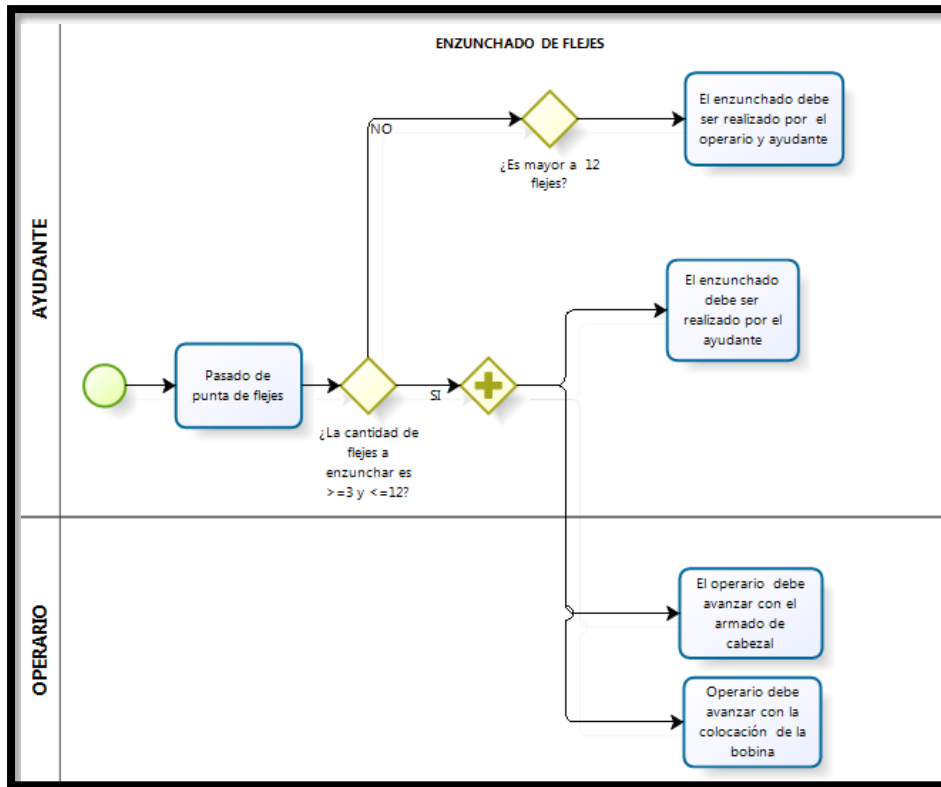 ENZUNCHADO DE FLEJES
AYUDANTE
NO
¿Es mayor a 12
flejes?
El enzunchado debe
ser realizado por el
operario y ayudante
El enzunchado
debe ser
realizado por el
ayudante
Pasado de
punta de flejes
SI
¿La cantidad de
flejes a
enzunchar es
>=3 y <=12?
OPERARIO
El operario debe
avanzar con el
armado de
cabezal
Operario debe
avanzar con la
colocación de la
bobina